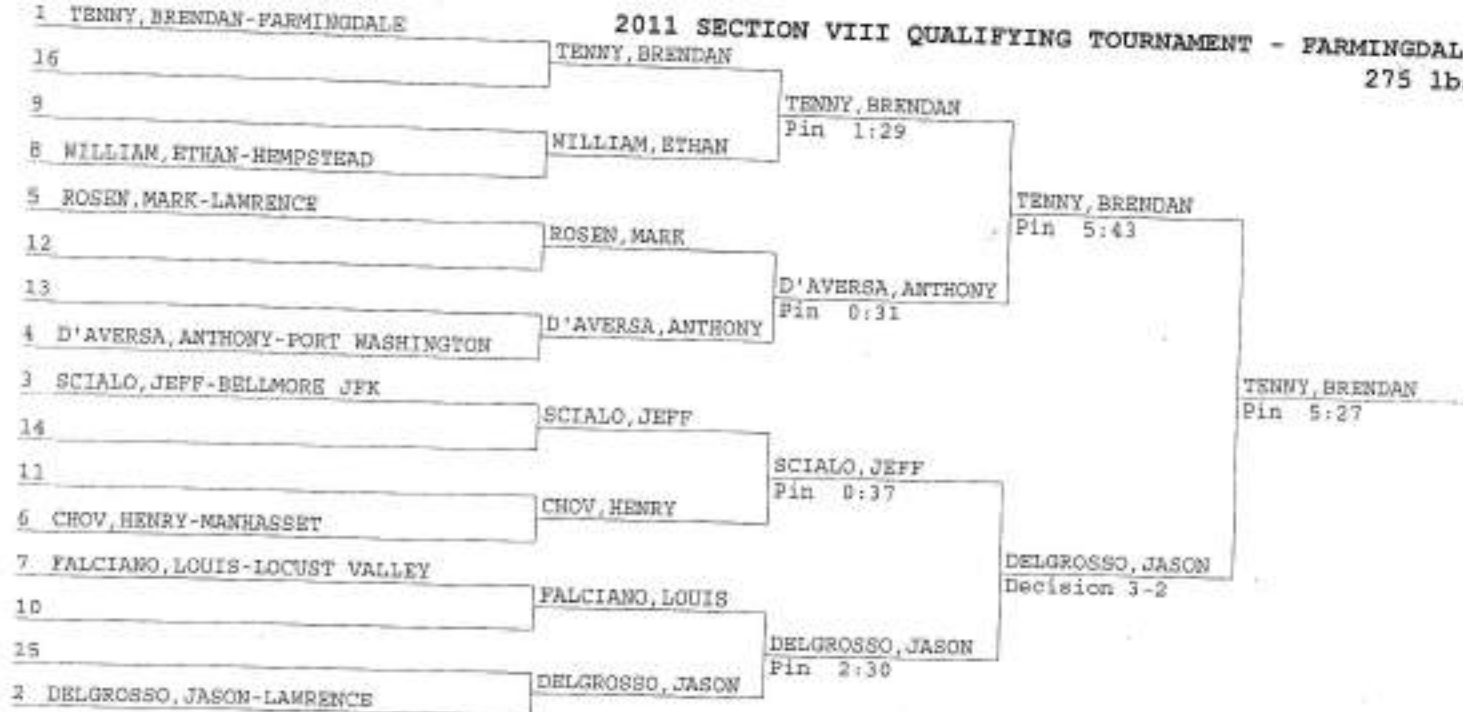 2011 SECTION VIII QUALIFYING TOURNAMENT - FARMINGDAL
275 lb
1 TENNY, BRENDAN-FARMINGDALE
16
9
8 WILLIAM, ETHAN-HEMPSTEAD
5 ROSEN, MARK-LAWRENCE
12
13
4 D'AVERSA, ANTHONY-PORT WASHINGTON
3 SCIALO, JEFF-BELLMORE JFK
14
11
6 CHOV, HENRY-MANHASSET
7 FALCIANO, LOUIS-LOCUST VALLEY
10
15
2 DELGROSSO, JASON-LAWRENCE
TENNY, BRENDAN
WILLIAM, ETHAN
ROSEN, MARK
D'AVERSA, ANTHONY
SCIALO, JEFF
CHOV, HENRY
FALCIANO, LOUIS
DELGROSSO, JASON
TENNY, BRENDAN
Pin 1:29
D'AVERSA, ANTHONY
Pin 0:31
SCIALO, JEFF
Pin 0:37
DELGROSSO, JASON
Pin 2:30
TENNY, BRENDAN
Pin 5:43
DELGROSSO, JASON
Decision 3-2
TENNY, BRENDAN
Pin 5:27